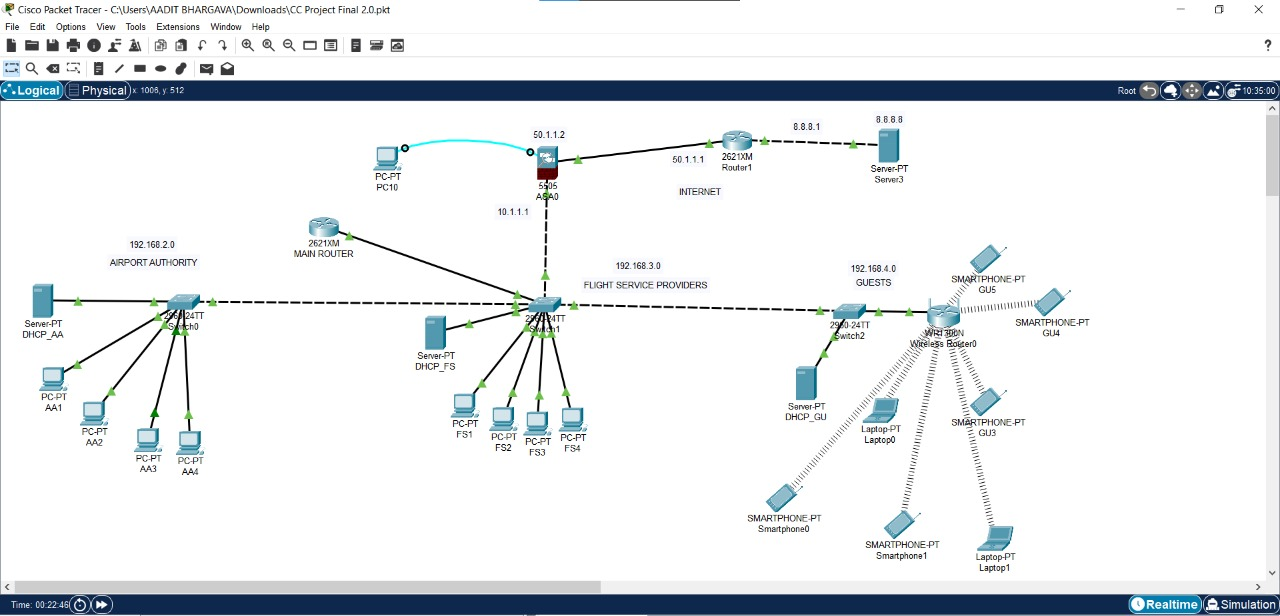 Cisco Packet Tracer - C:\Users\AADIT BHARGAVA\Downloads\CC Project Final 2.0.pkt
File Edit Options View Tools Extensions Window Help
?
Logical Physical x: 1006, y: 512 Root 10:35:00
PC-PT
PC10
50.1.1.2
5505
ASA0
10.1.1.1
50.1.1.1
2621XM
Router1
8.8.8.1
8.8.8.8
Server-PT
Server3
INTERNET
2621XM
MAIN ROUTER
192.168.2.0
AIRPORT AUTHORITY
Server-PT
DHCP_AA
2950-24TT
Switch0
PC-PT
AA1
PC-PT
AA2
PC-PT
AA3
PC-PT
AA4
192.168.3.0
FLIGHT SERVICE PROVIDERS
2950-24TT
Switch1
Server-PT
DHCP_FS
PC-PT
FS1
PC-PT
FS2
PC-PT
FS3
PC-PT
FS4
192.168.4.0
GUESTS
2950-24TT
Switch2
Server-PT
DHCP_GU
WRT300N
Wireless Router0
SMARTPHONE-PT
GU5
SMARTPHONE-PT
GU4
SMARTPHONE-PT
GU3
Laptop-PT
Laptop0
SMARTPHONE-PT
Smartphone0
SMARTPHONE-PT
Smartphone1
Laptop-PT
Laptop1
Time: 00:22:46 Realtime Simulation